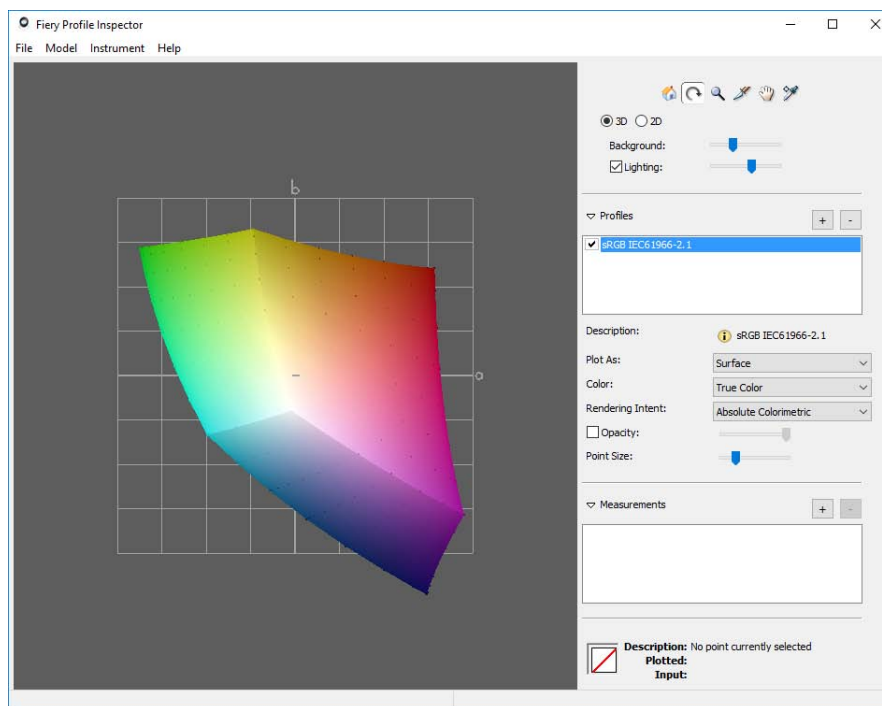 Fiery Profile Inspector
File Model Instrument Help
3D 2D
Background:
Lighting:
b
a
Profiles
+ -
sRGB IEC61966-2.1
Description: sRGB IEC61966-2.1
Plot As: Surface
Color: True Color
Rendering Intent: Absolute Colorimetric
Opacity:
Point Size:
Measurements
+ -
Description: No point currently selected
Plotted:
Input: